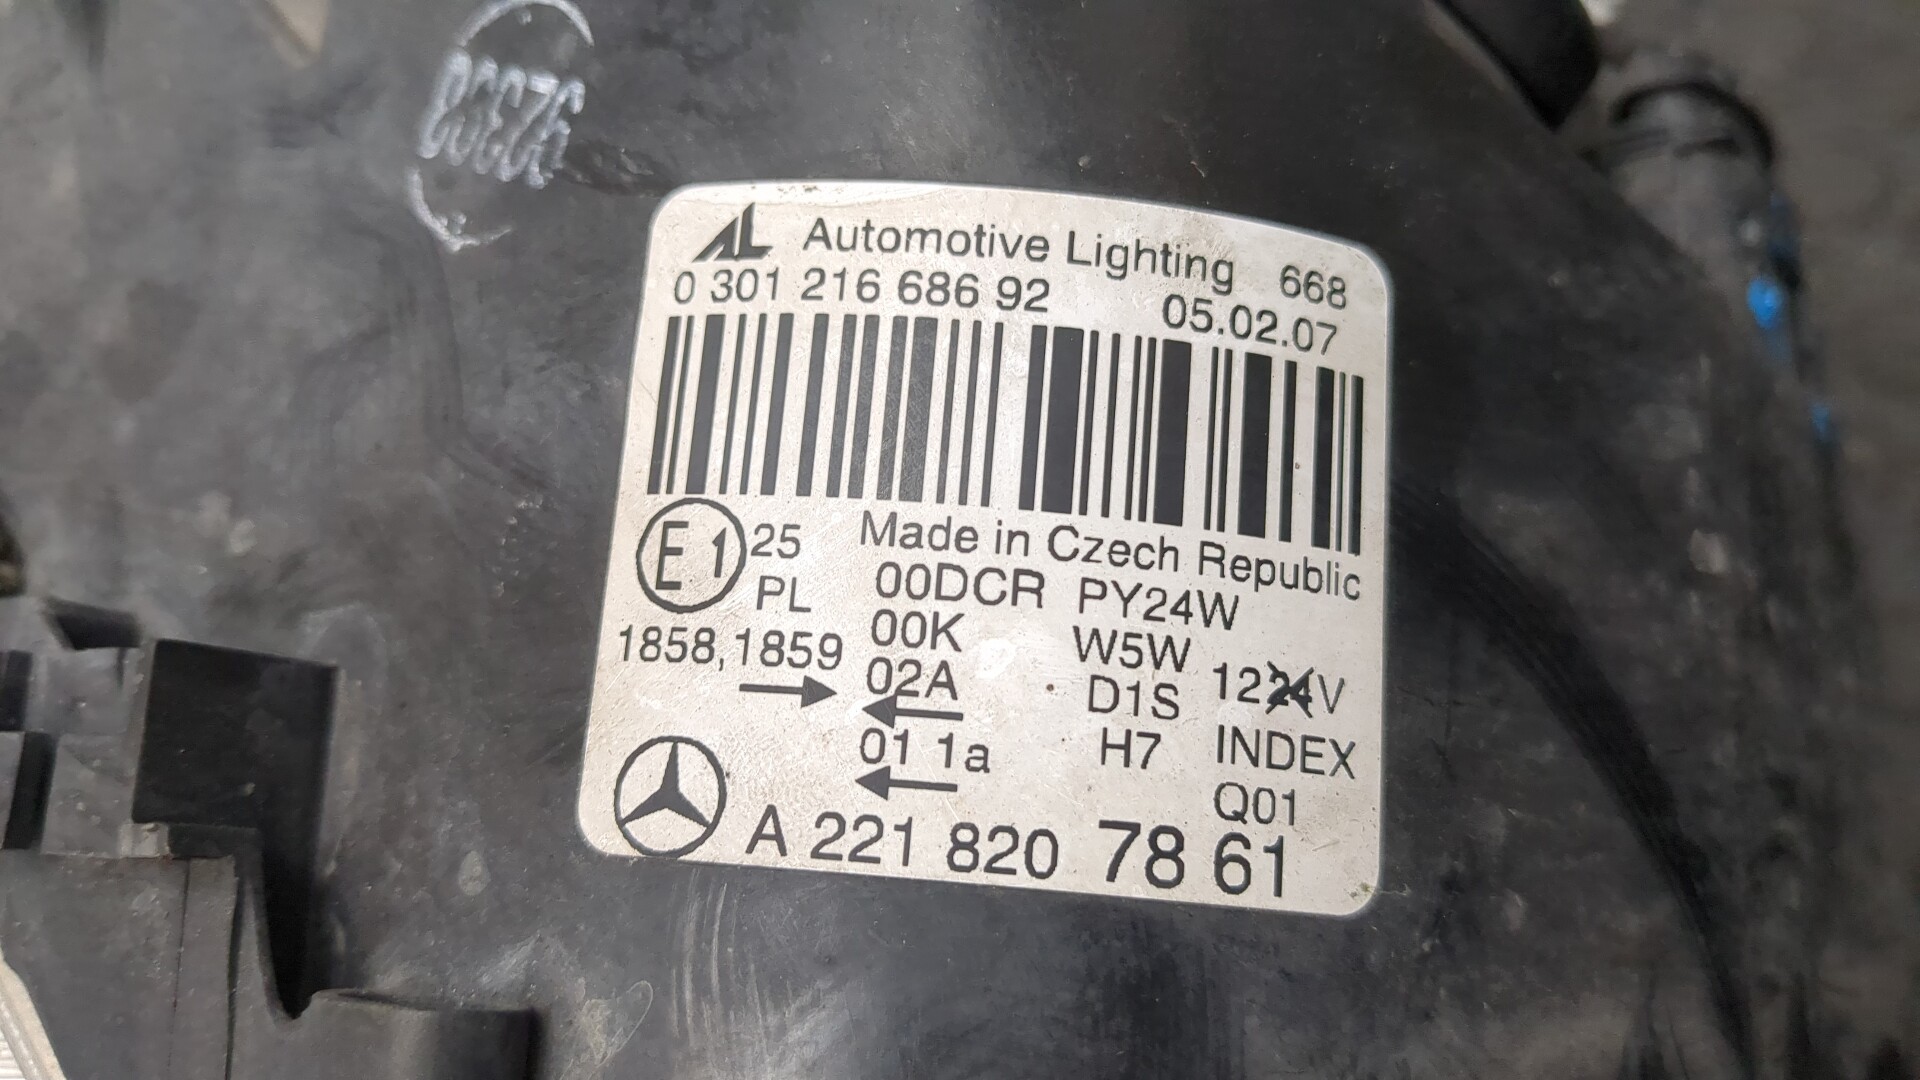 AL Automotive Lighting 668
0 301 216 686 92 05.02.07
E1 25 Made in Czech Republic
PL 00DCR PY24W
1858,1859 00K W5W
02A D1S 12 24V
01 1a H7 INDEX
Q01
A 221 820 78 61